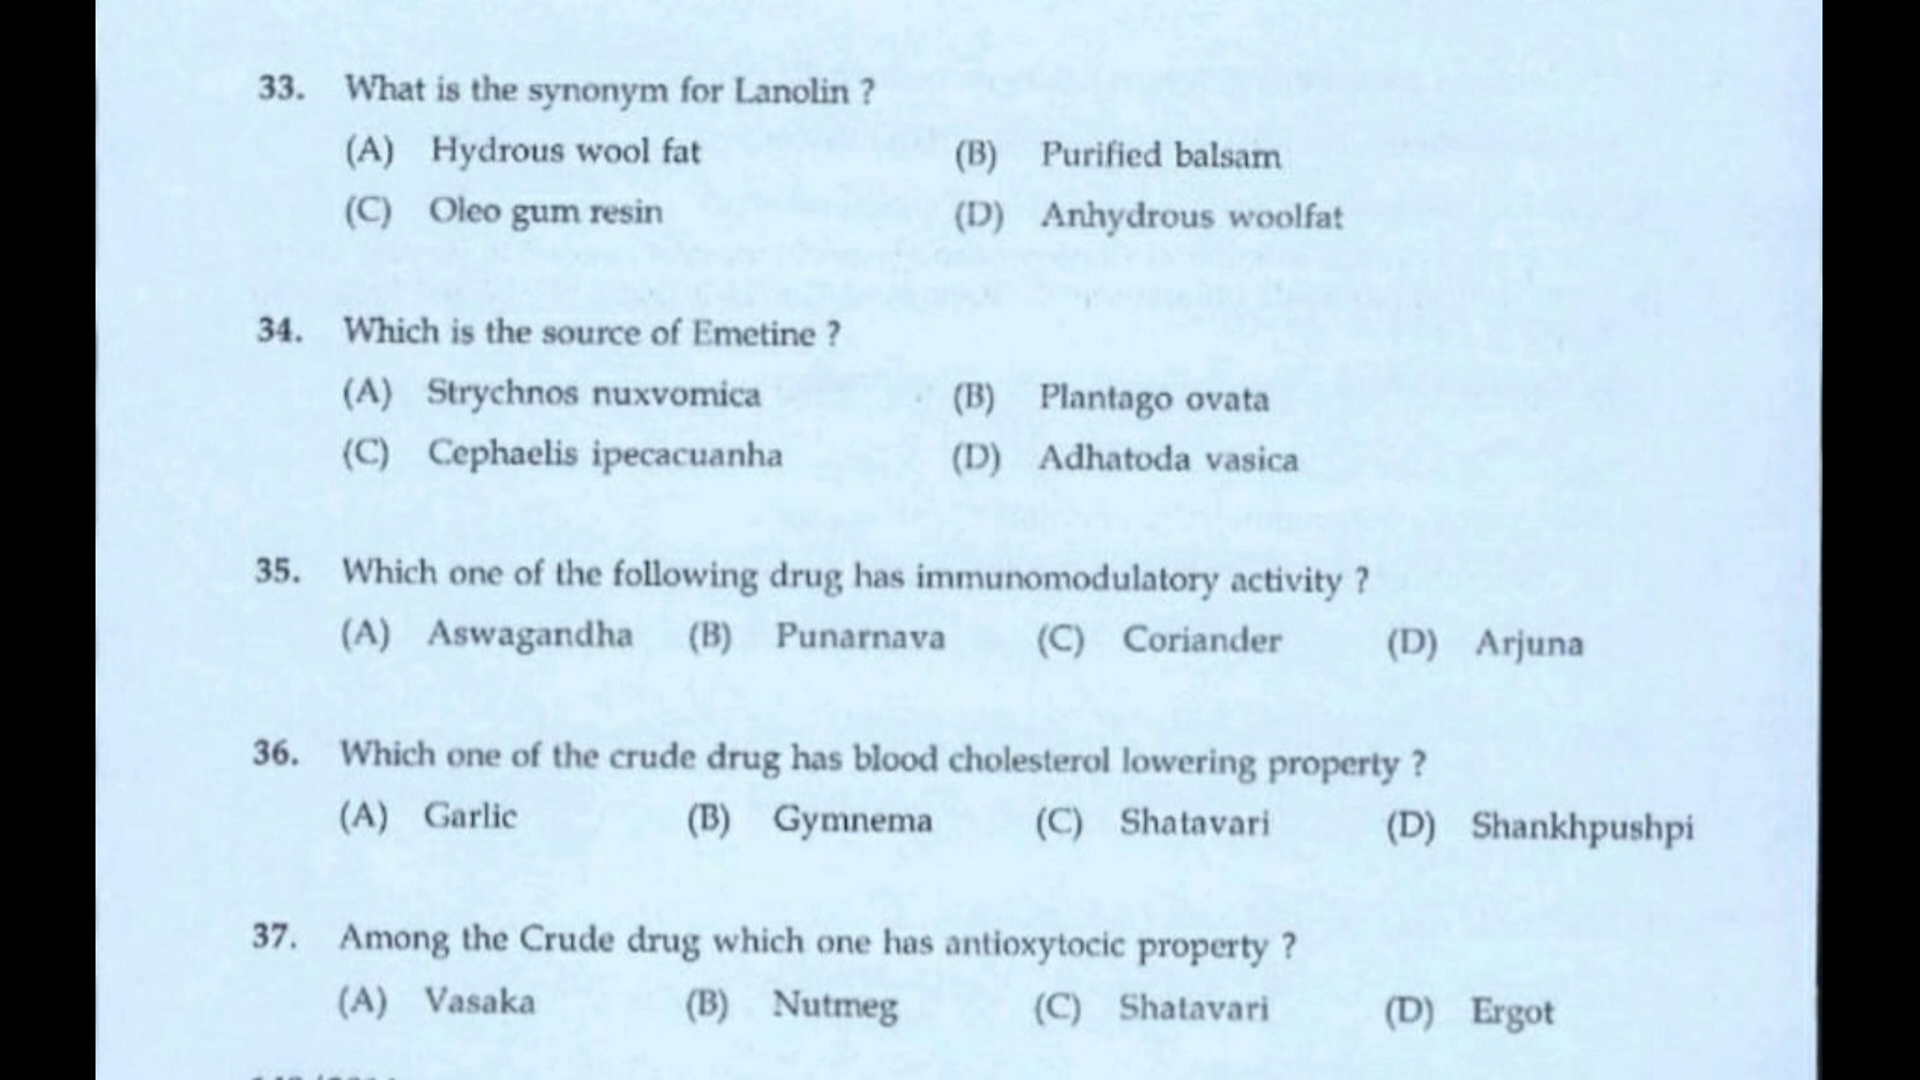 33. What is the synonym for Lanolin ?
(A) Hydrous wool fat (B) Purified balsam
(C) Oleo gum resin (D) Anhydrous woolfat
34. Which is the source of Emetine ?
(A) Strychnos nuxvomica (B) Plantago ovata
(C) Cephaelis ipecacuanha (D) Adhatoda vasica
35. Which one of the following drug has immunomodulatory activity ?
(A) Aswagandha (B) Punarnava (C) Coriander (D) Arjuna
36. Which one of the crude drug has blood cholesterol lowering property ?
(A) Garlic (B) Gymnema (C) Shatavari (D) Shankhpushpi
37. Among the Crude drug which one has antioxytocic property ?
(A) Vasaka (B) Nutmeg (C) Shatavari (D) Ergot